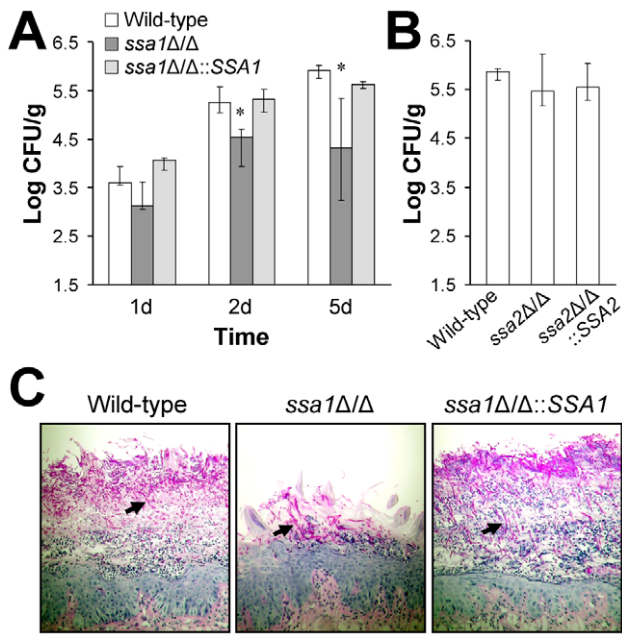 A
Wild-type
ssa1Δ/Δ
ssa1Δ/Δ::SSA1
Log CFU/g
6.5
5.5
4.5
3.5
2.5
1.5
*
*
1d
2d
5d
Time
B
Log CFU/g
6.5
5.5
4.5
3.5
2.5
1.5
Wild-type
ssa2Δ/Δ
ssa2Δ/Δ
::SSA2
C
Wild-type
ssa1Δ/Δ
ssa1Δ/Δ::SSA1